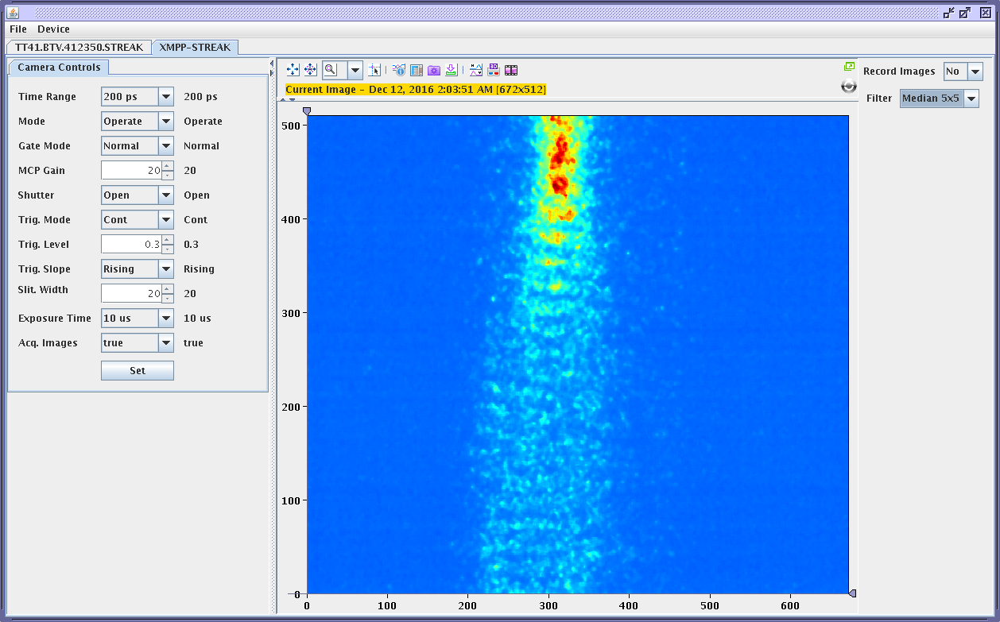 File Device
TT41.BTV.412350.STREAK XMPP-STREAK
Camera Controls
Time Range 200 ps 200 ps
Mode Operate Operate
Gate Mode Normal Normal
MCP Gain 20 20
Shutter Open Open
Trig. Mode Cont Cont
Trig. Level 0.3 0.3
Trig. Slope Rising Rising
Slit. Width 20 20
Exposure Time 10 us 10 us
Acq. Images true true
Set
Current Image - Dec 12, 2016 2:03:51 AM [672x512]
500
400
300
200
100
0
0 100 200 300 400 500 600
Record Images No
Filter Median 5x5